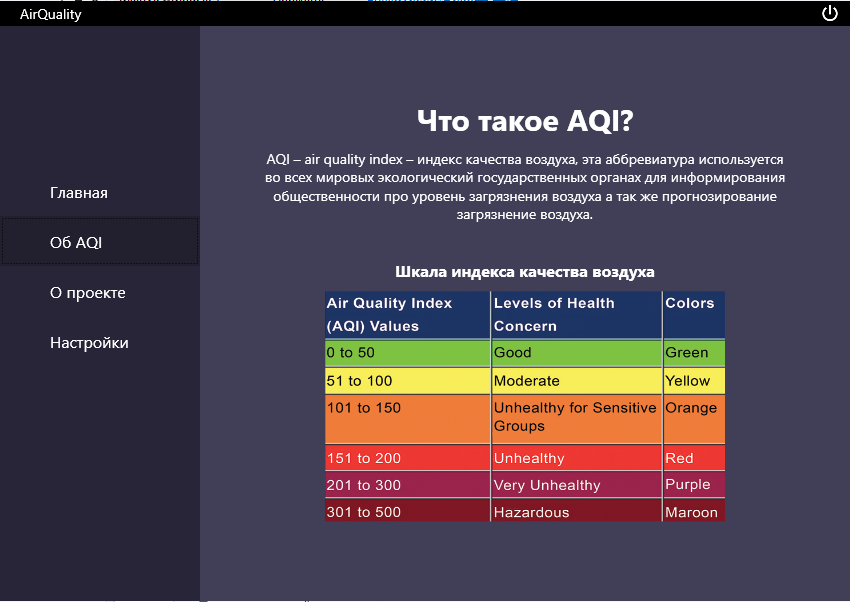 AirQuality
Главная
Об AQI
О проекте
Настройки
Что такое AQI?
AQI – air quality index – индекс качества воздуха, эта аббревиатура используется
во всех мировых экологический государственных органах для информирования
общественности про уровень загрязнения воздуха а так же прогнозирование
загрязнение воздуха.
Шкала индекса качества воздуха
Air Quality Index (AQI) Values | Levels of Health Concern | Colors
0 to 50 | Good | Green
51 to 100 | Moderate | Yellow
101 to 150 | Unhealthy for Sensitive Groups | Orange
151 to 200 | Unhealthy | Red
201 to 300 | Very Unhealthy | Purple
301 to 500 | Hazardous | Maroon